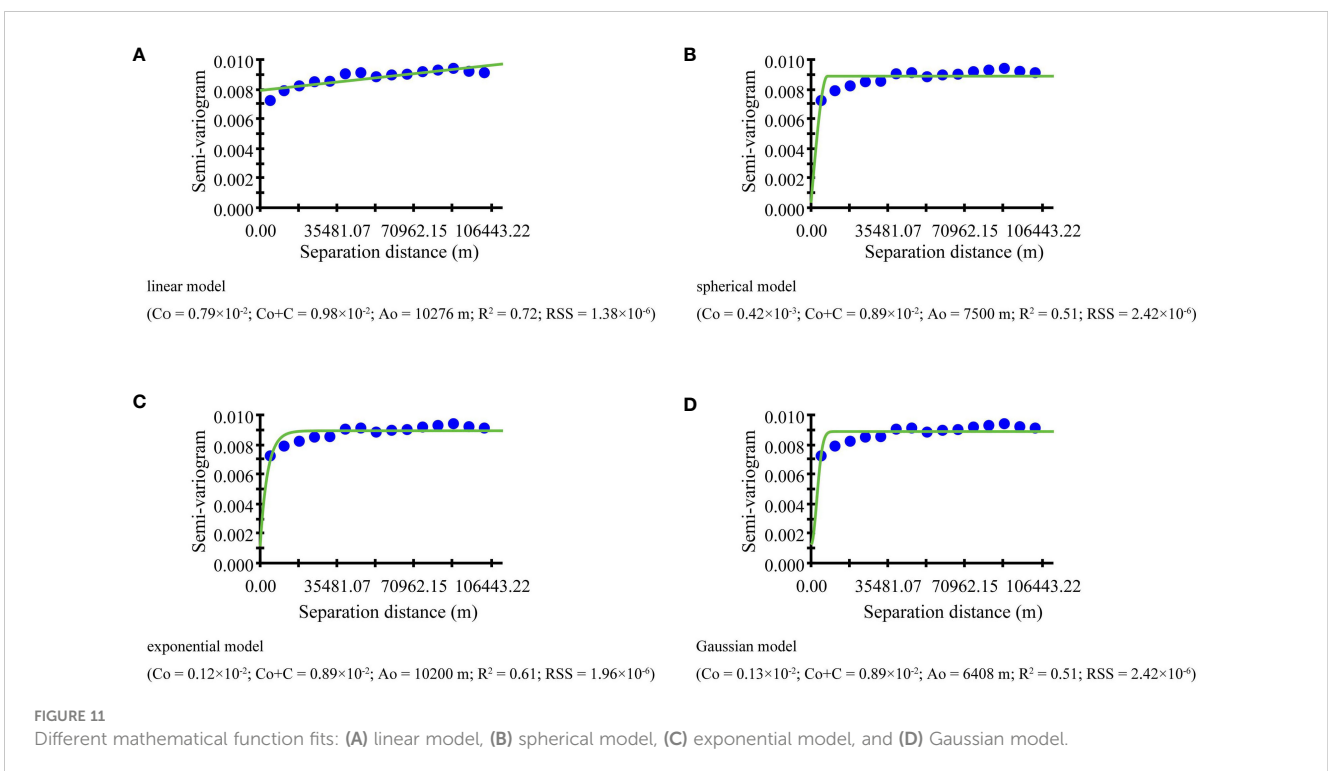 A
0.010
0.008
0.006
0.004
0.002
0.000
Semi-variogram
0.00 35481.07 70962.15 106443.22
Separation distance (m)
linear model
(Co = 0.79×10⁻²; Co+C = 0.98×10⁻²; Ao = 10276 m; R² = 0.72; RSS = 1.38×10⁻⁶)
B
0.010
0.008
0.006
0.004
0.002
0.000
Semi-variogram
0.00 35481.07 70962.15 106443.22
Separation distance (m)
spherical model
(Co = 0.42×10⁻³; Co+C = 0.89×10⁻²; Ao = 7500 m; R² = 0.51; RSS = 2.42×10⁻⁶)
C
0.010
0.008
0.006
0.004
0.002
0.000
Semi-variogram
0.00 35481.07 70962.15 106443.22
Separation distance (m)
exponential model
(Co = 0.12×10⁻²; Co+C = 0.89×10⁻²; Ao = 10200 m; R² = 0.61; RSS = 1.96×10⁻⁶)
D
0.010
0.008
0.006
0.004
0.002
0.000
Semi-variogram
0.00 35481.07 70962.15 106443.22
Separation distance (m)
Gaussian model
(Co = 0.13×10⁻²; Co+C = 0.89×10⁻²; Ao = 6408 m; R² = 0.51; RSS = 2.42×10⁻⁶)
FIGURE 11
Different mathematical function fits: (A) linear model, (B) spherical model, (C) exponential model, and (D) Gaussian model.